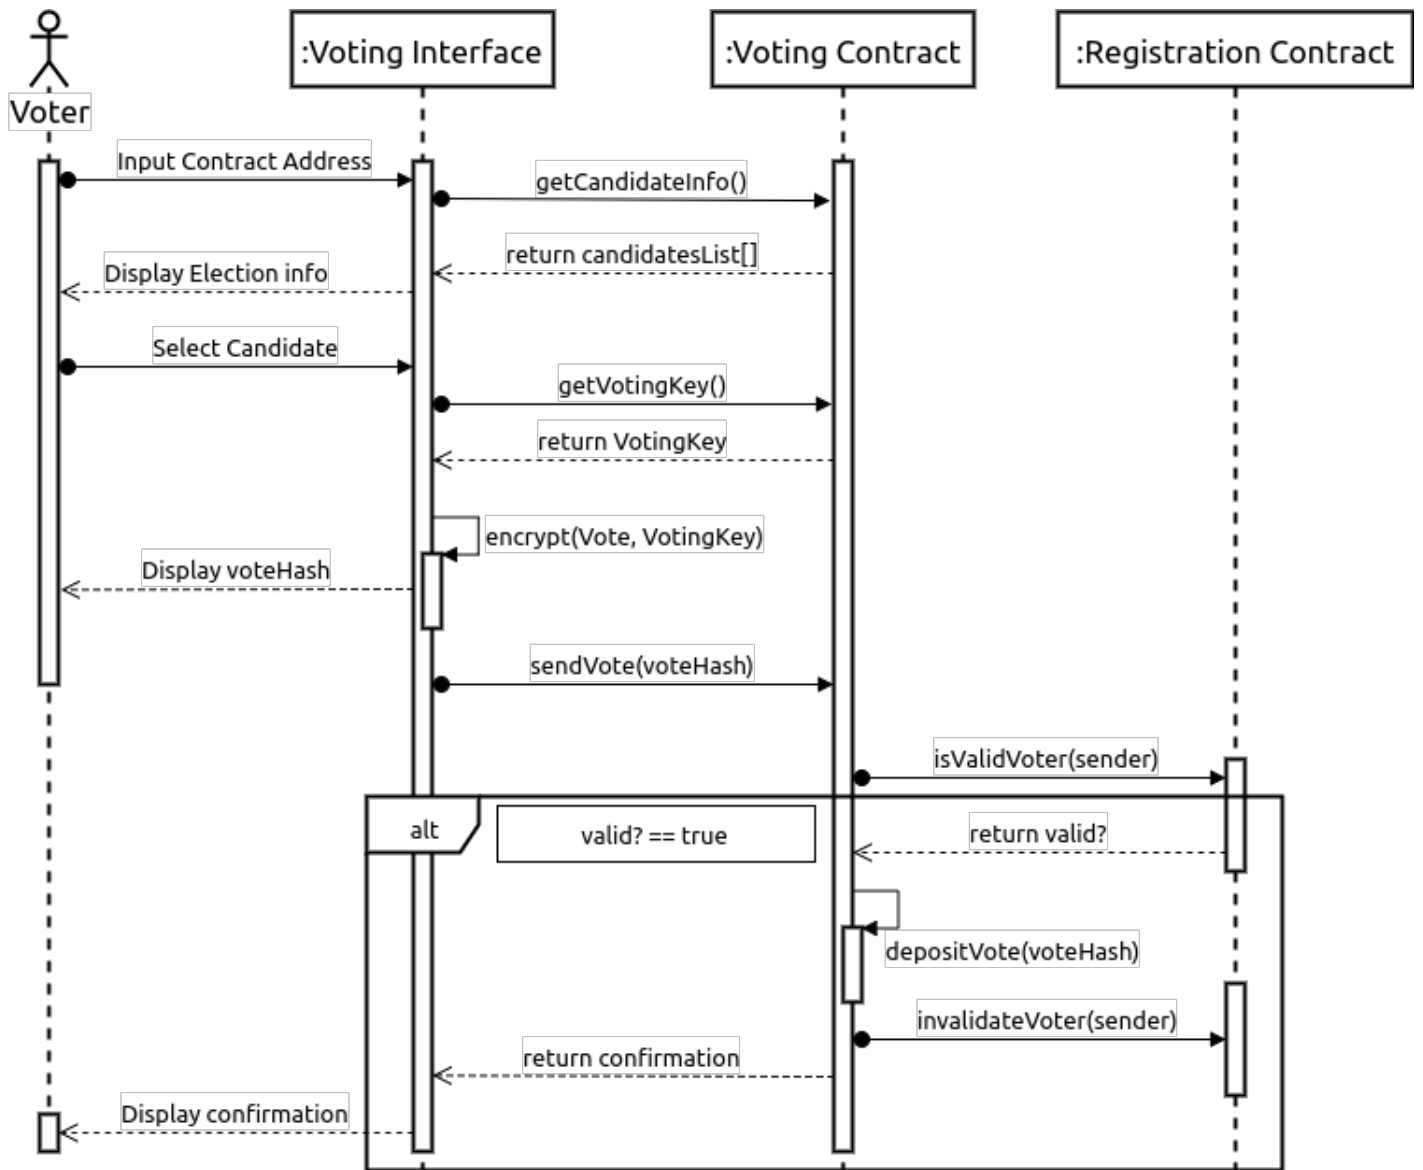 :Voting Interface
:Voting Contract
:Registration Contract
Voter
Input Contract Address
getCandidateInfo()
return candidatesList[]
Display Election info
Select Candidate
getVotingKey()
return VotingKey
encrypt(Vote, VotingKey)
Display voteHash
sendVote(voteHash)
isValidVoter(sender)
alt
valid? == true
return valid?
depositVote(voteHash)
invalidateVoter(sender)
return confirmation
Display confirmation